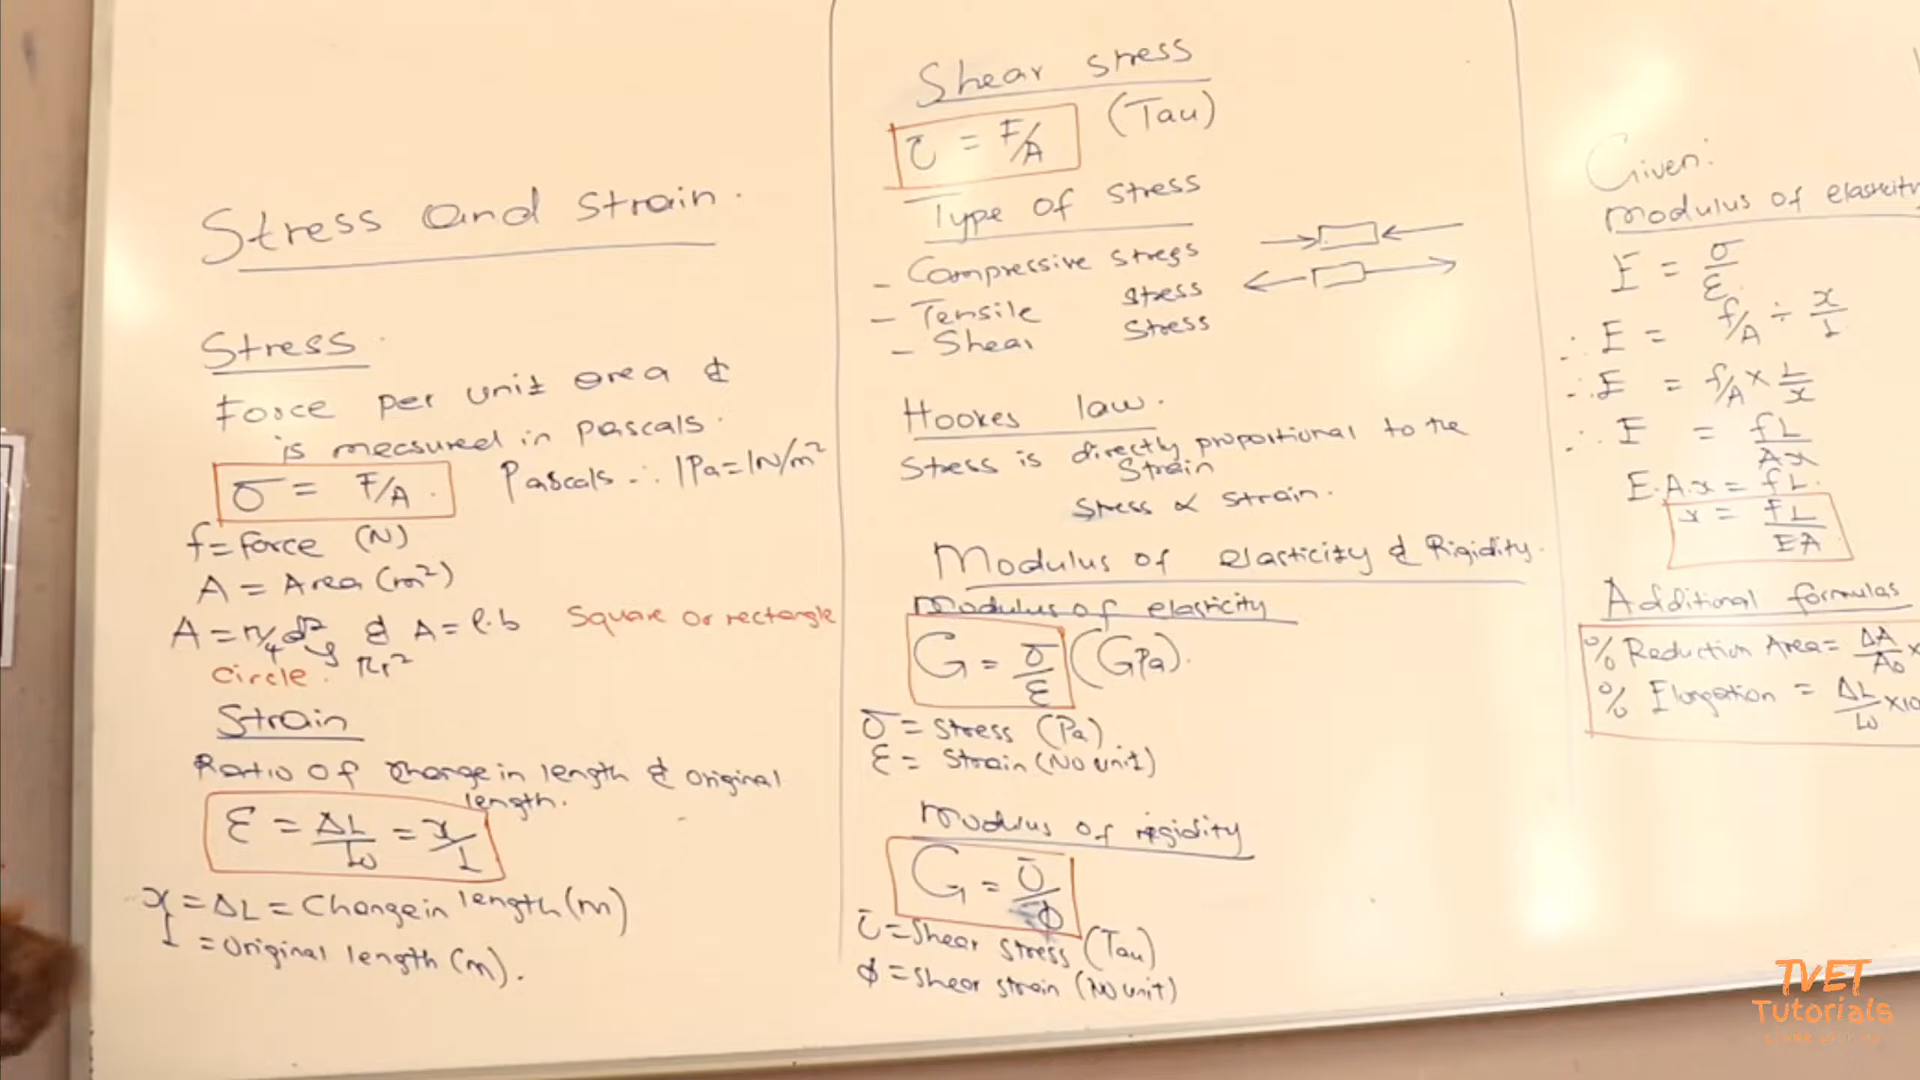 Stress and strain.
Stress
Force per unit area &
is measured in pascals.
σ = F/A . Pascals ∴ 1Pa=1N/m²
f = force (N)
A = Area (m²)
A = π/4 d² & A = l·b Square or rectangle
πr²
circle.
Strain
Ratio of change in length & original
length.
ε = ΔL/Lo = x/L
x = ΔL = Change in length (m)
L = Original length (m).
Shear stress
τ = F/A (Tau)
Type of stress
- Compressive stress
- Tensile stress
- Shear stress
Hookes law.
Stress is directly proportional to the
strain
Stress ∝ strain.
Modulus of elasticity & Rigidity.
Modulus of elasticity
G = σ/ε (GPa).
σ = stress (Pa)
ε = Strain (No unit)
Modulus of rigidity
G = τ/ϕ
τ = Shear stress (Tau)
ϕ = shear strain (No unit)
Given:
modulus of elasticity
E = σ/ε
∴ E = f/A ÷ x/L
∴ E = f/A × L/x
∴ E = fL/Ax
E.A.x = fL.
x = fL/EA
Additional formulas
% Reduction Area = ΔA/Ao ×
% Elongation = ΔL/Lo ×10
TVET
Tutorials